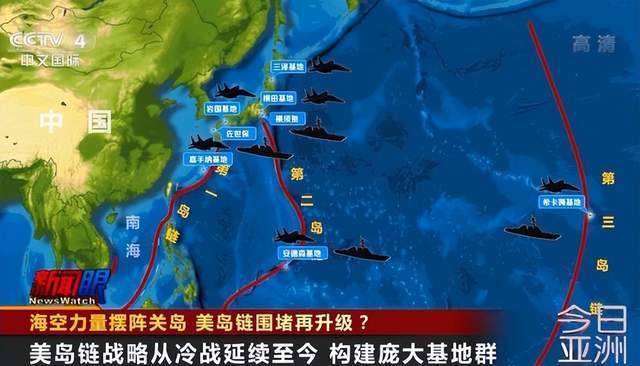 CCTV 4
中文国际
高清
三泽基地
岩国基地
横田基地
横须贺
佐世保
嘉手纳基地
中国
第一岛链
第二岛链
第三岛链
希卡姆基地
安德森基地
南海
新闻眼
NewsWatch
海空力量摆阵关岛 美岛链围堵再升级？
美岛链战略从冷战延续至今 构建庞大基地群
今日亚洲